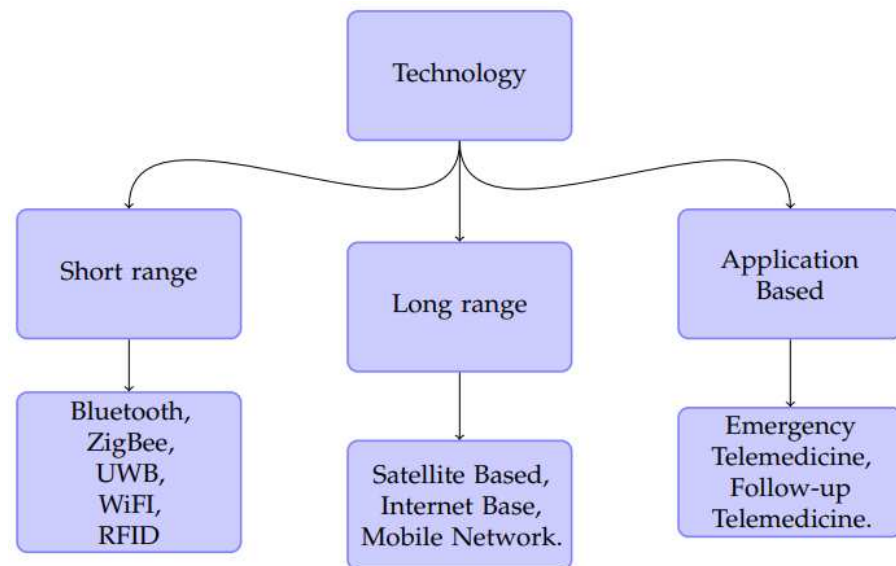 Technology
Short range
Long range
Application
Based
Bluetooth,
ZigBee,
UWB,
WiFI,
RFID
Satellite Based,
Internet Base,
Mobile Network.
Emergency
Telemedicine,
Follow-up
Telemedicine.